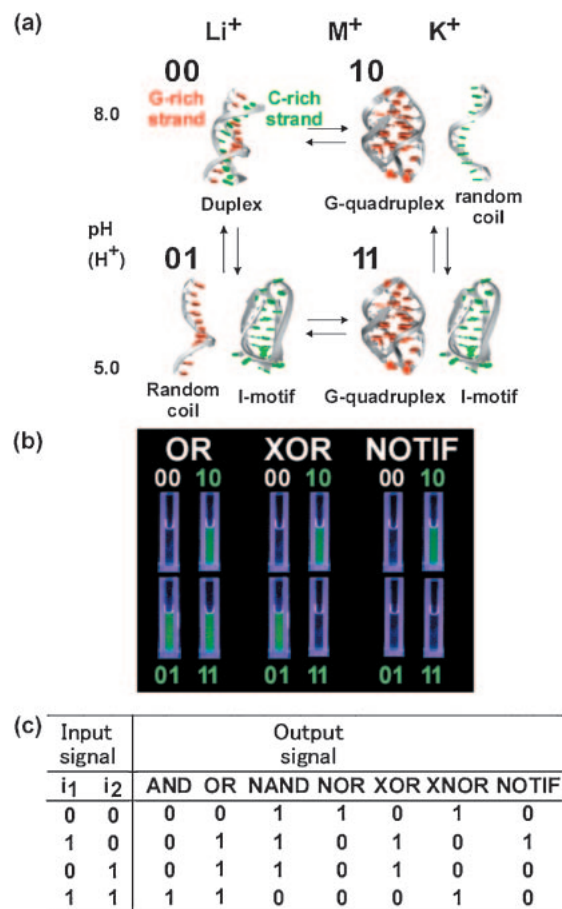 (a)
Li+ M+ K+
00 10
8.0
G-rich strand
C-rich strand
Duplex
G-quadruplex
random coil
pH (H+)
01 11
5.0
Random coil
I-motif
G-quadruplex
I-motif
(b)
OR XOR NOTIF
00 10 00 10 00 10
01 11 01 11 01 11
(c) Input signal Output signal
i1 i2 AND OR NAND NOR XOR XNOR NOTIF
0 0 0 0 1 1 0 1 0
1 0 0 1 1 0 1 0 1
0 1 0 1 1 0 1 0 0
1 1 1 1 0 0 0 1 0